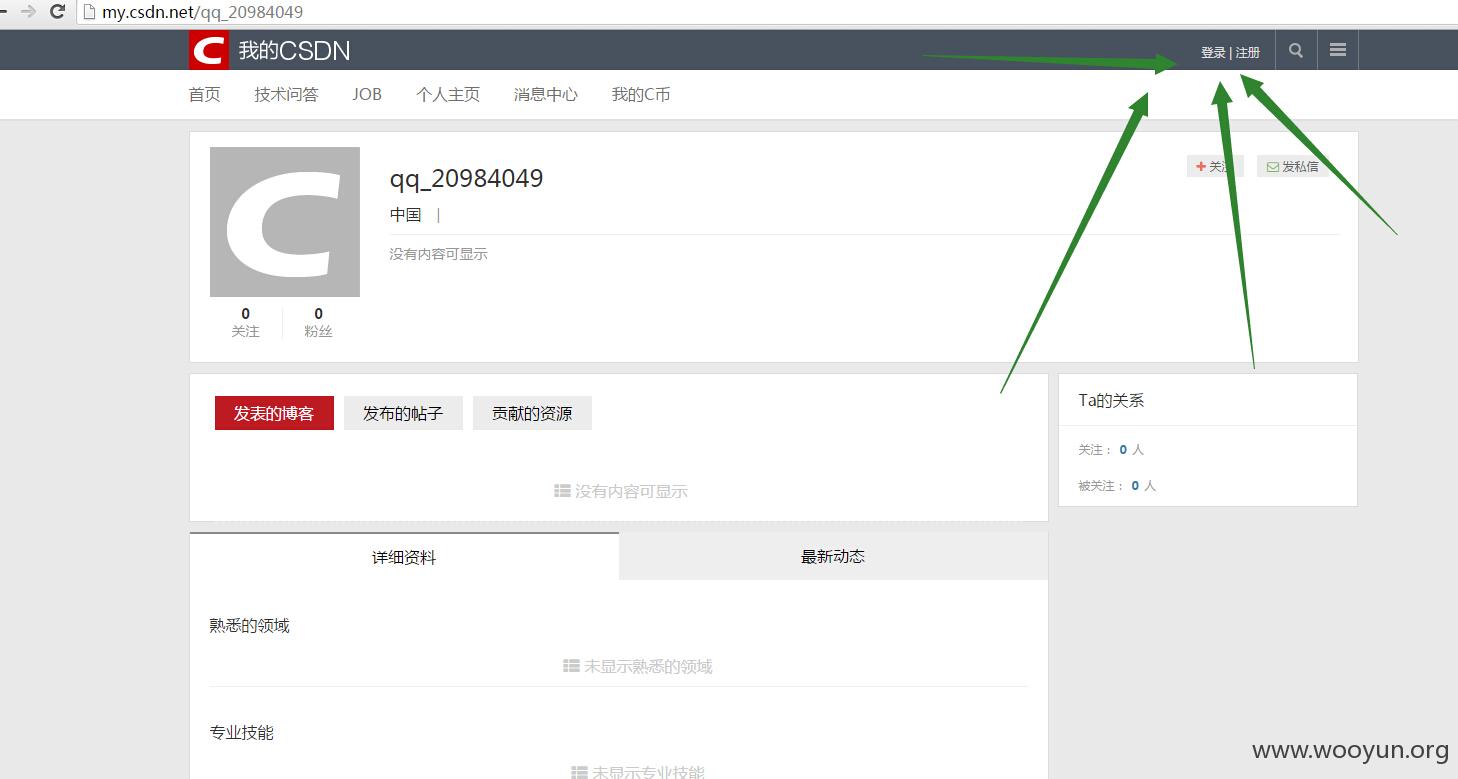 my.csdn.net/qq_20984049
我的CSDN
登录 | 注册
首页 技术问答 JOB 个人主页 消息中心 我的C币
qq_20984049
+ 关注 发私信
中国 |
没有内容可显示
0 0
关注 粉丝
发表的博客 发布的帖子 贡献的资源
没有内容可显示
Ta的关系
关注： 0 人
被关注： 0 人
详细资料 最新动态
熟悉的领域
未显示熟悉的领域
专业技能
未显示专业技能
www.wooyun.org